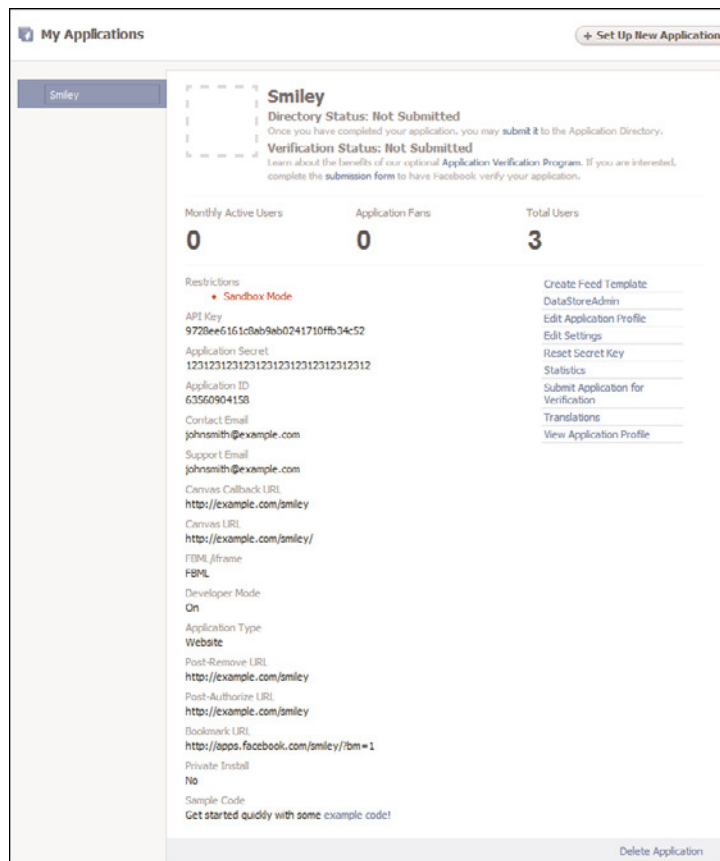 My Applications
+ Set Up New Application
Smiley
Smiley
Directory Status: Not Submitted
Once you have completed your application, you may submit it to the Application Directory.
Verification Status: Not Submitted
Learn about the benefits of our optional Application Verification Program. If you are interested,
complete the submission form to have Facebook verify your application.
Monthly Active Users
Application Fans
Total Users
0
0
3
Restrictions
• Sandbox Mode
API Key
9728ee6161c8ab9ab0241710ffb34c52
Application Secret
12312312312312312312312312312312
Application ID
63560904158
Contact Email
johnsmith@example.com
Support Email
johnsmith@example.com
Canvas Callback URL
http://example.com/smiley
Canvas URL
http://example.com/smiley/
FBML/iframe
FBML
Developer Mode
On
Application Type
Website
Post-Remove URL
http://example.com/smiley
Post-Authorize URL
http://example.com/smiley
Bookmark URL
http://apps.facebook.com/smiley/?bm=1
Private Install
No
Sample Code
Get started quickly with some example code!
Create Feed Template
DataStoreAdmin
Edit Application Profile
Edit Settings
Reset Secret Key
Statistics
Submit Application for
Verification
Translations
View Application Profile
Delete Application